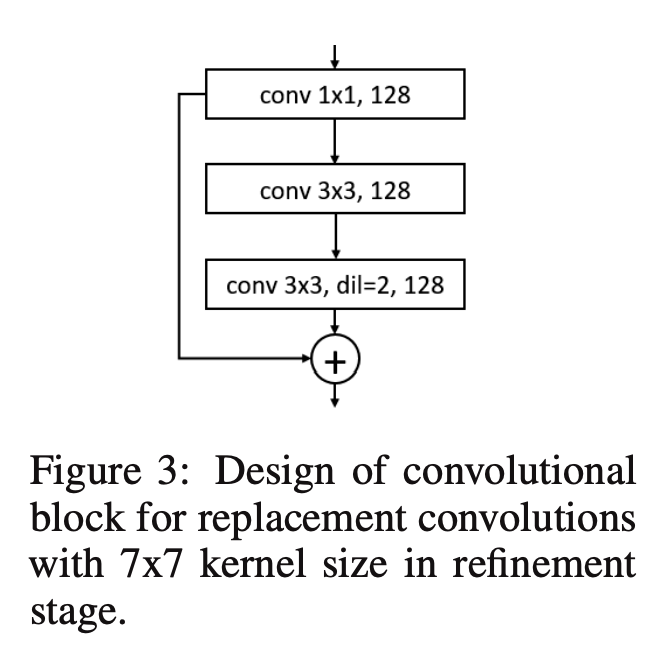 conv 1x1, 128
conv 3x3, 128
conv 3x3, dil=2, 128
+
Figure 3: Design of convolutional
block for replacement convolutions
with 7x7 kernel size in refinement
stage.